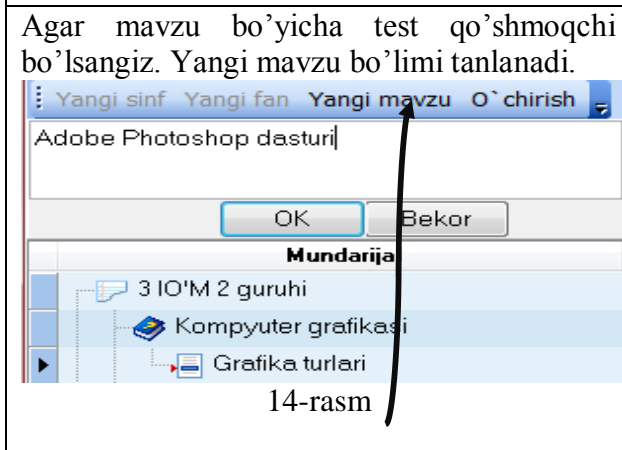 Agar mavzu bo’yicha test qo’shmoqchi
bo’lsangiz. Yangi mavzu bo’limi tanlanadi.
Yangi sinf Yangi fan Yangi mavzu O`chirish
Adobe Photoshop dasturi
OK Bekor
Mundarija
3 IO'M 2 guruhi
Kompyuter grafikasi
Grafika turlari
14-rasm